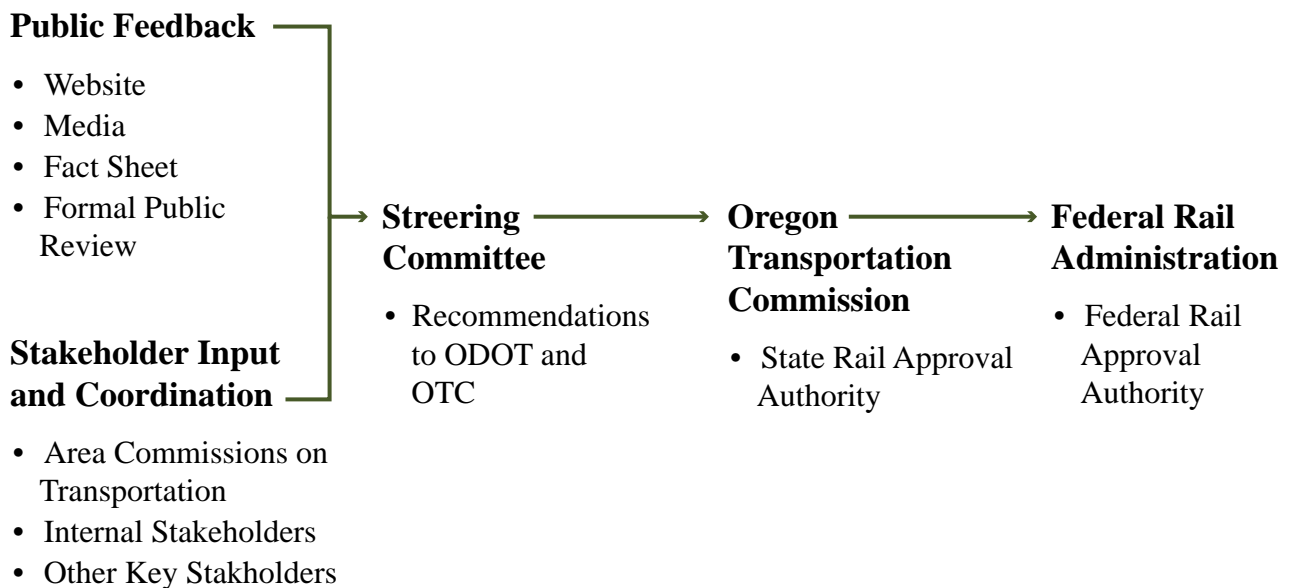 Public Feedback
• Website
• Media
• Fact Sheet
• Formal Public
Review
Stakeholder Input
and Coordination
• Area Commissions on
Transportation
• Internal Stakeholders
• Other Key Stakholders
Streering
Committee
• Recommendations
to ODOT and
OTC
Oregon
Transportation
Commission
• State Rail Approval
Authority
Federal Rail
Administration
• Federal Rail
Approval
Authority